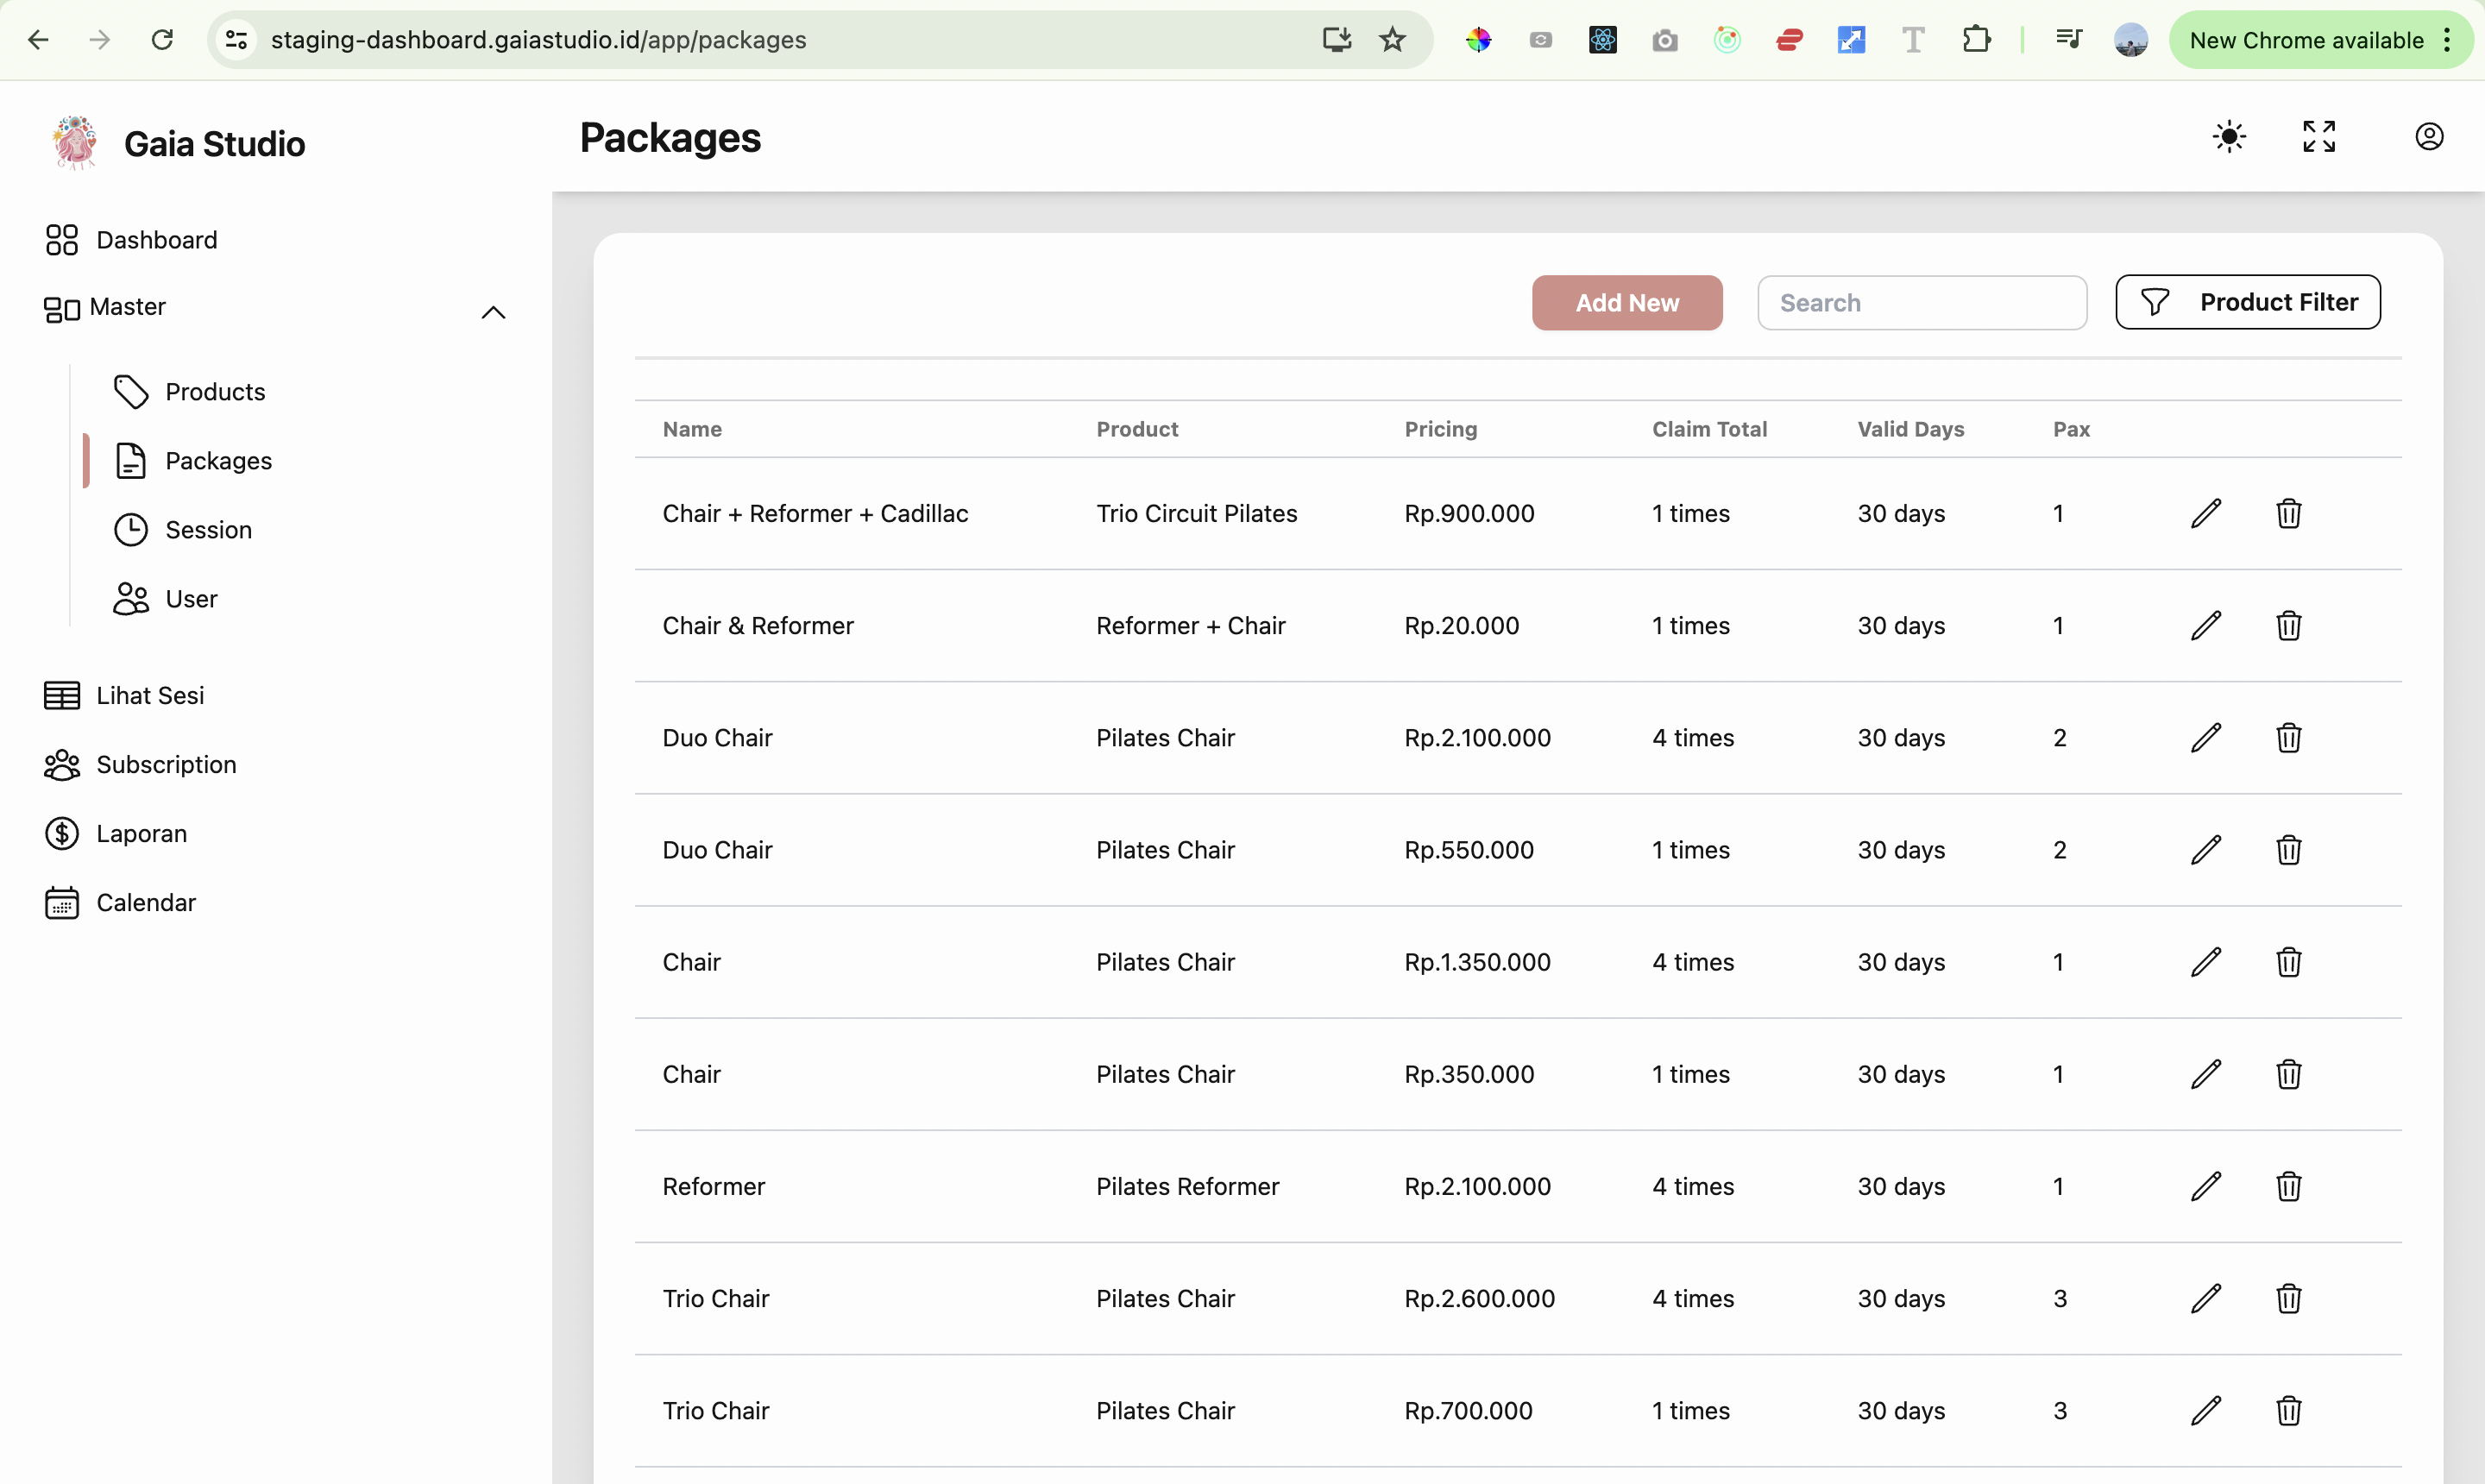 staging-dashboard.gaiastudio.id/app/packages
New Chrome available
Gaia Studio
Packages
Dashboard
Master
Products
Packages
Session
User
Lihat Sesi
Subscription
Laporan
Calendar
Add New
Search
Product Filter
Name Product Pricing Claim Total Valid Days Pax
Chair + Reformer + Cadillac Trio Circuit Pilates Rp.900.000 1 times 30 days 1
Chair & Reformer Reformer + Chair Rp.20.000 1 times 30 days 1
Duo Chair Pilates Chair Rp.2.100.000 4 times 30 days 2
Duo Chair Pilates Chair Rp.550.000 1 times 30 days 2
Chair Pilates Chair Rp.1.350.000 4 times 30 days 1
Chair Pilates Chair Rp.350.000 1 times 30 days 1
Reformer Pilates Reformer Rp.2.100.000 4 times 30 days 1
Trio Chair Pilates Chair Rp.2.600.000 4 times 30 days 3
Trio Chair Pilates Chair Rp.700.000 1 times 30 days 3